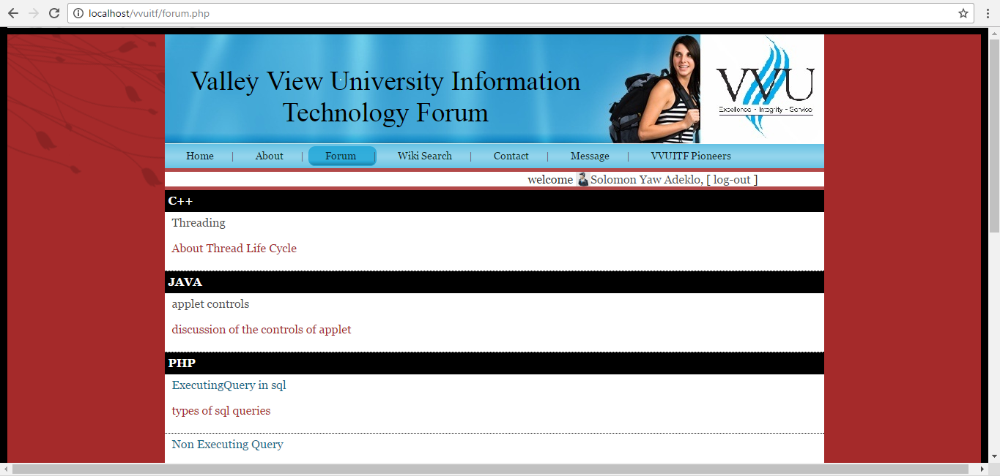 localhost/vvuitf/forum.php
Valley View University Information
Technology Forum
VVU
Excellence - Integrity - Service
Home | About | Forum | Wiki Search | Contact | Message | VVUITF Pioneers
welcome Solomon Yaw Adeklo, [ log-out ]
C++
Threading
About Thread Life Cycle
JAVA
applet controls
discussion of the controls of applet
PHP
ExecutingQuery in sql
types of sql queries
Non Executing Query